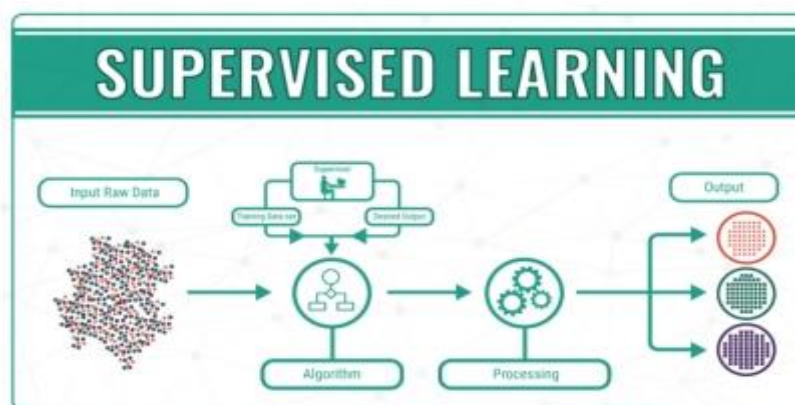 SUPERVISED LEARNING
Input Raw Data
Supervisor
Training Data set
Desired Output
Output
Algorithm
Processing